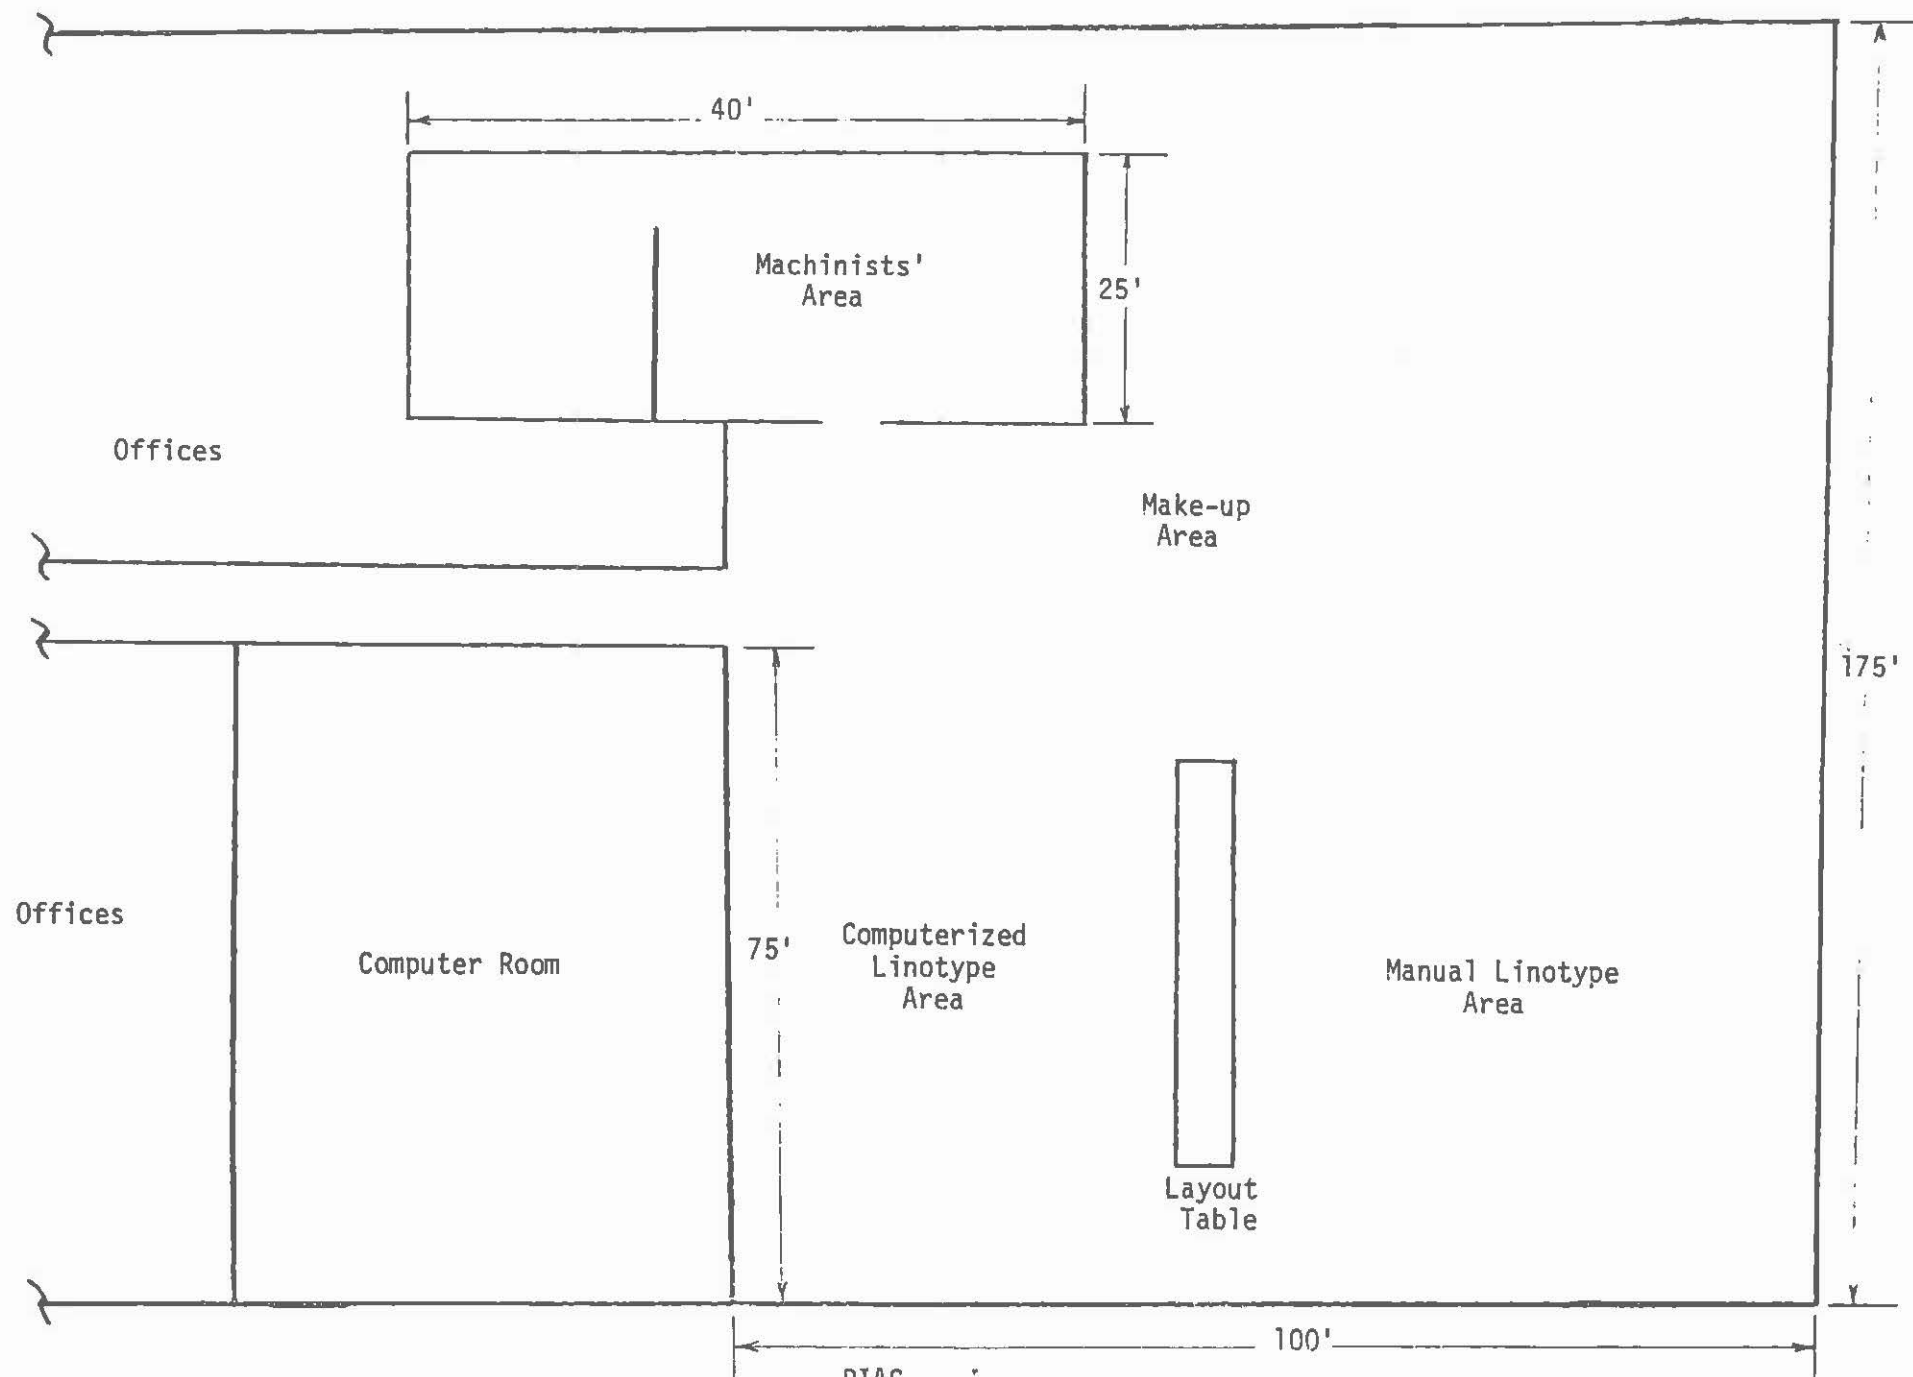 40'
Machinists'
Area
25'
Offices
Make-up
Area
175'
Offices
Computer Room
75'
Computerized
Linotype
Area
Manual Linotype
Area
Layout
Table
100'